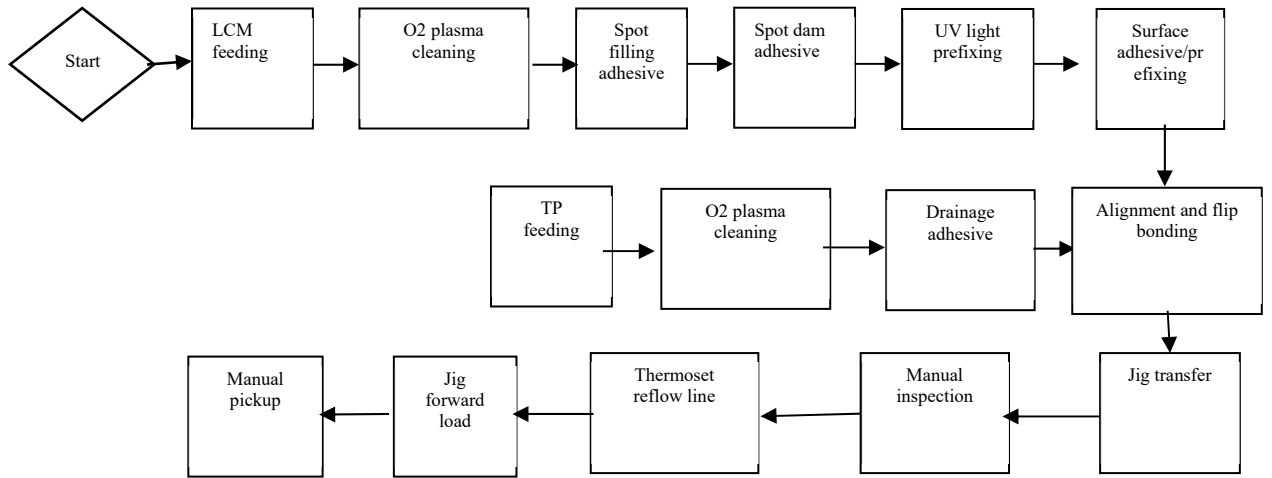 Start
LCM
feeding
O2 plasma
cleaning
Spot
filling
adhesive
Spot dam
adhesive
UV light
prefixing
Surface
adhesive/pr
efixing
TP
feeding
O2 plasma
cleaning
Drainage
adhesive
Alignment and flip
bonding
Manual
pickup
Jig
forward
load
Thermoset
reflow line
Manual
inspection
Jig transfer